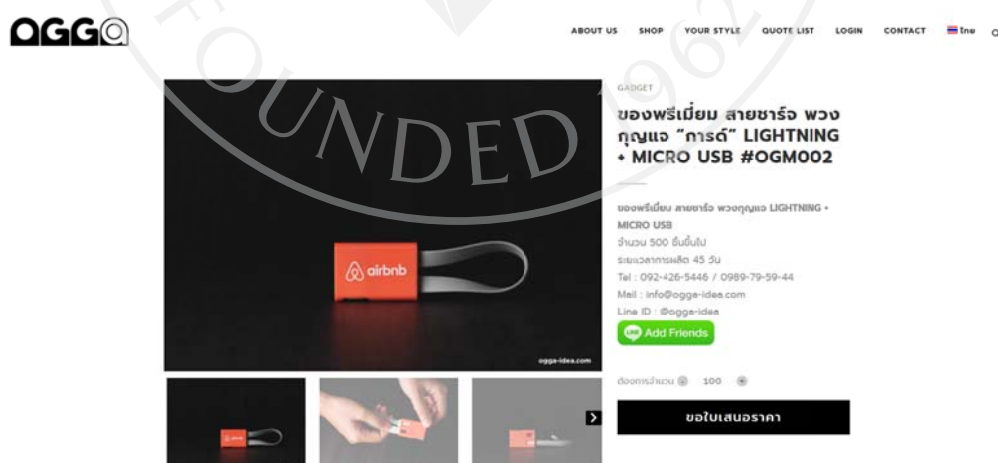 OGGa
ABOUT US SHOP YOUR STYLE QUOTE LIST LOGIN CONTACT ไทย
FOUNDED 1962
GADGET
ของพรีเมี่ยม สายชาร์จ พวง
กุญแจ “การด์” LIGHTNING
+ MICRO USB #OGM002
ของพรีเมี่ยม สายชาร์จ พวงกุญแจ LIGHTNING +
MICRO USB
จำนวน 500 ชิ้นขึ้นไป
ระยะเวลาการผลิต 45 วัน
Tel : 092-426-5446 / 0989-79-59-44
Mail : info@ogga-idea.com
Line ID : @ogga-idea
LINE Add Friends
airbnb
ogga-idea.com
ต้องการจำนวน - 100 +
ขอใบเสนอราคา